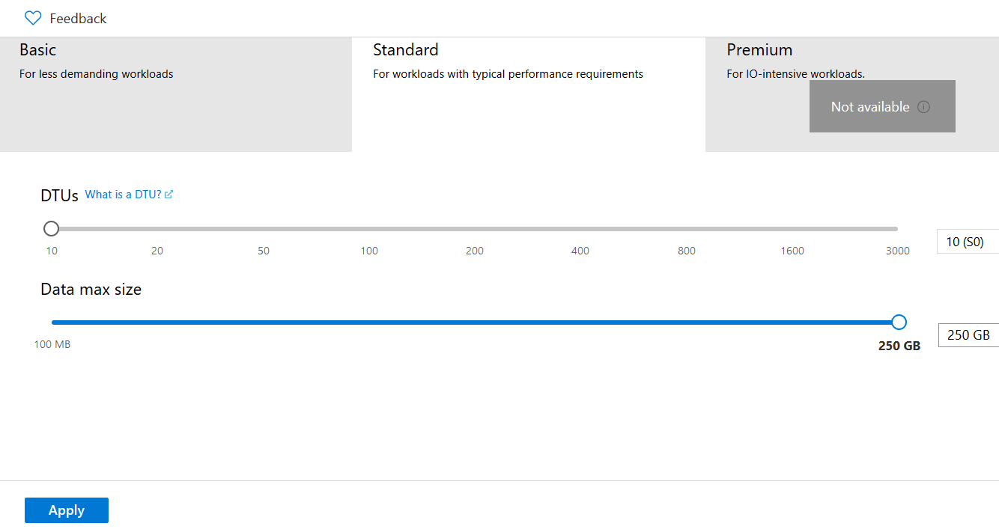 Feedback
Basic
For less demanding workloads
Standard
For workloads with typical performance requirements
Premium
For IO-intensive workloads.
Not available
DTUs What is a DTU?
10 20 50 100 200 400 800 1600 3000
10 (S0)
Data max size
100 MB 250 GB
250 GB
Apply